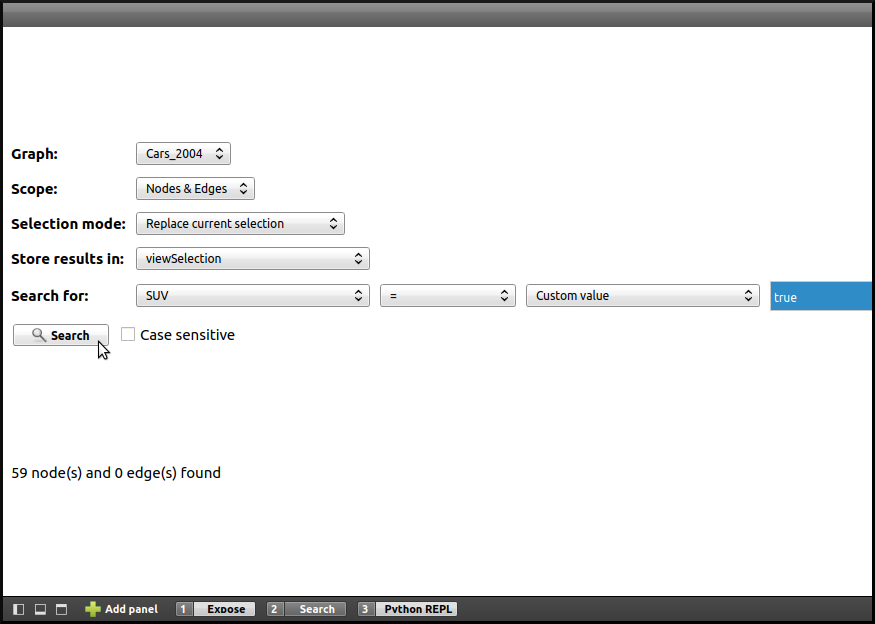 Graph: Cars_2004
Scope: Nodes & Edges
Selection mode: Replace current selection
Store results in: viewSelection
Search for: SUV = Custom value true
Search Case sensitive
59 node(s) and 0 edge(s) found
Add panel 1 Expose 2 Search 3 Python REPL